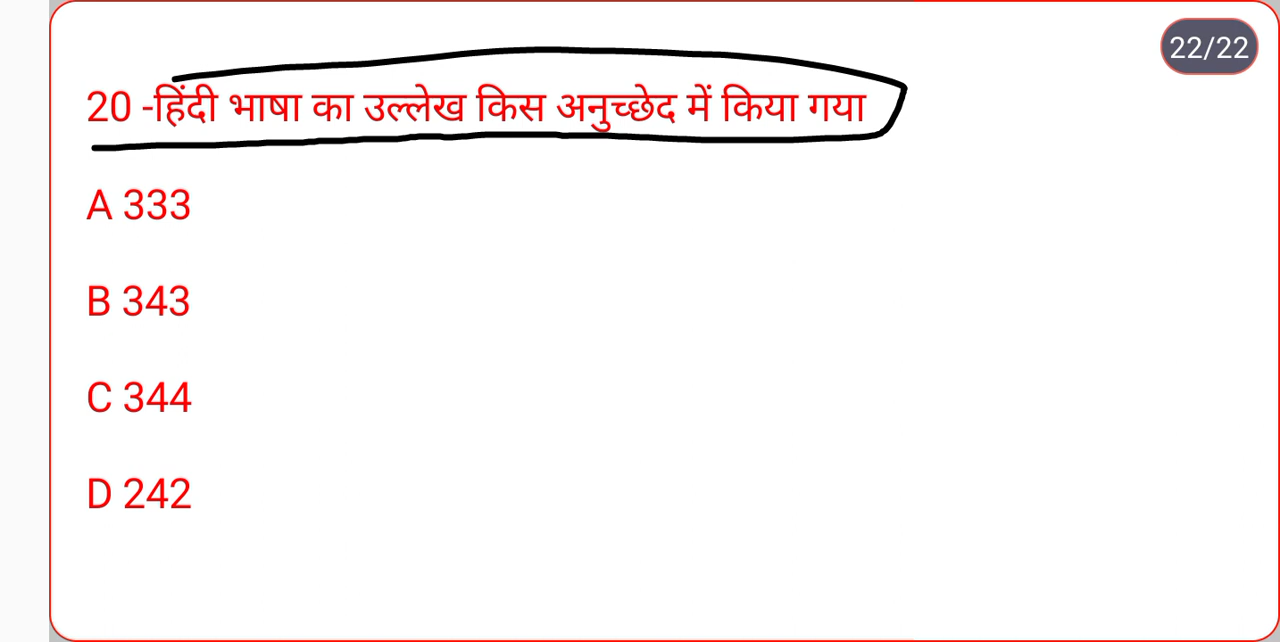 22/22
20 -हिंदी भाषा का उल्लेख किस अनुच्छेद में किया गया
A 333
B 343
C 344
D 242